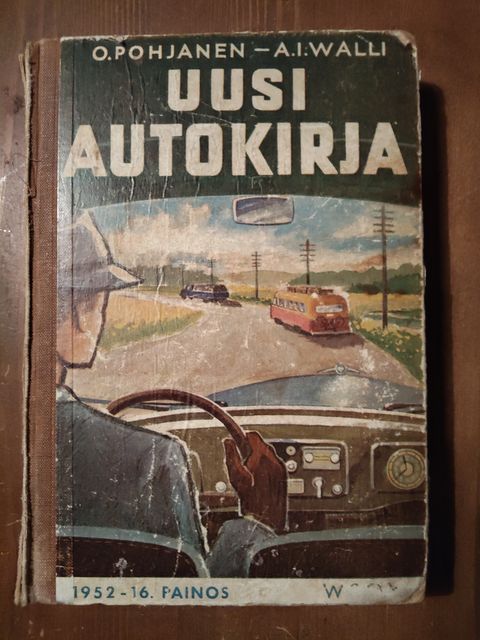 O. POHJANEN – A.I. WALLI
UUSI
AUTOKIRJA
1952 - 16. PAINOS